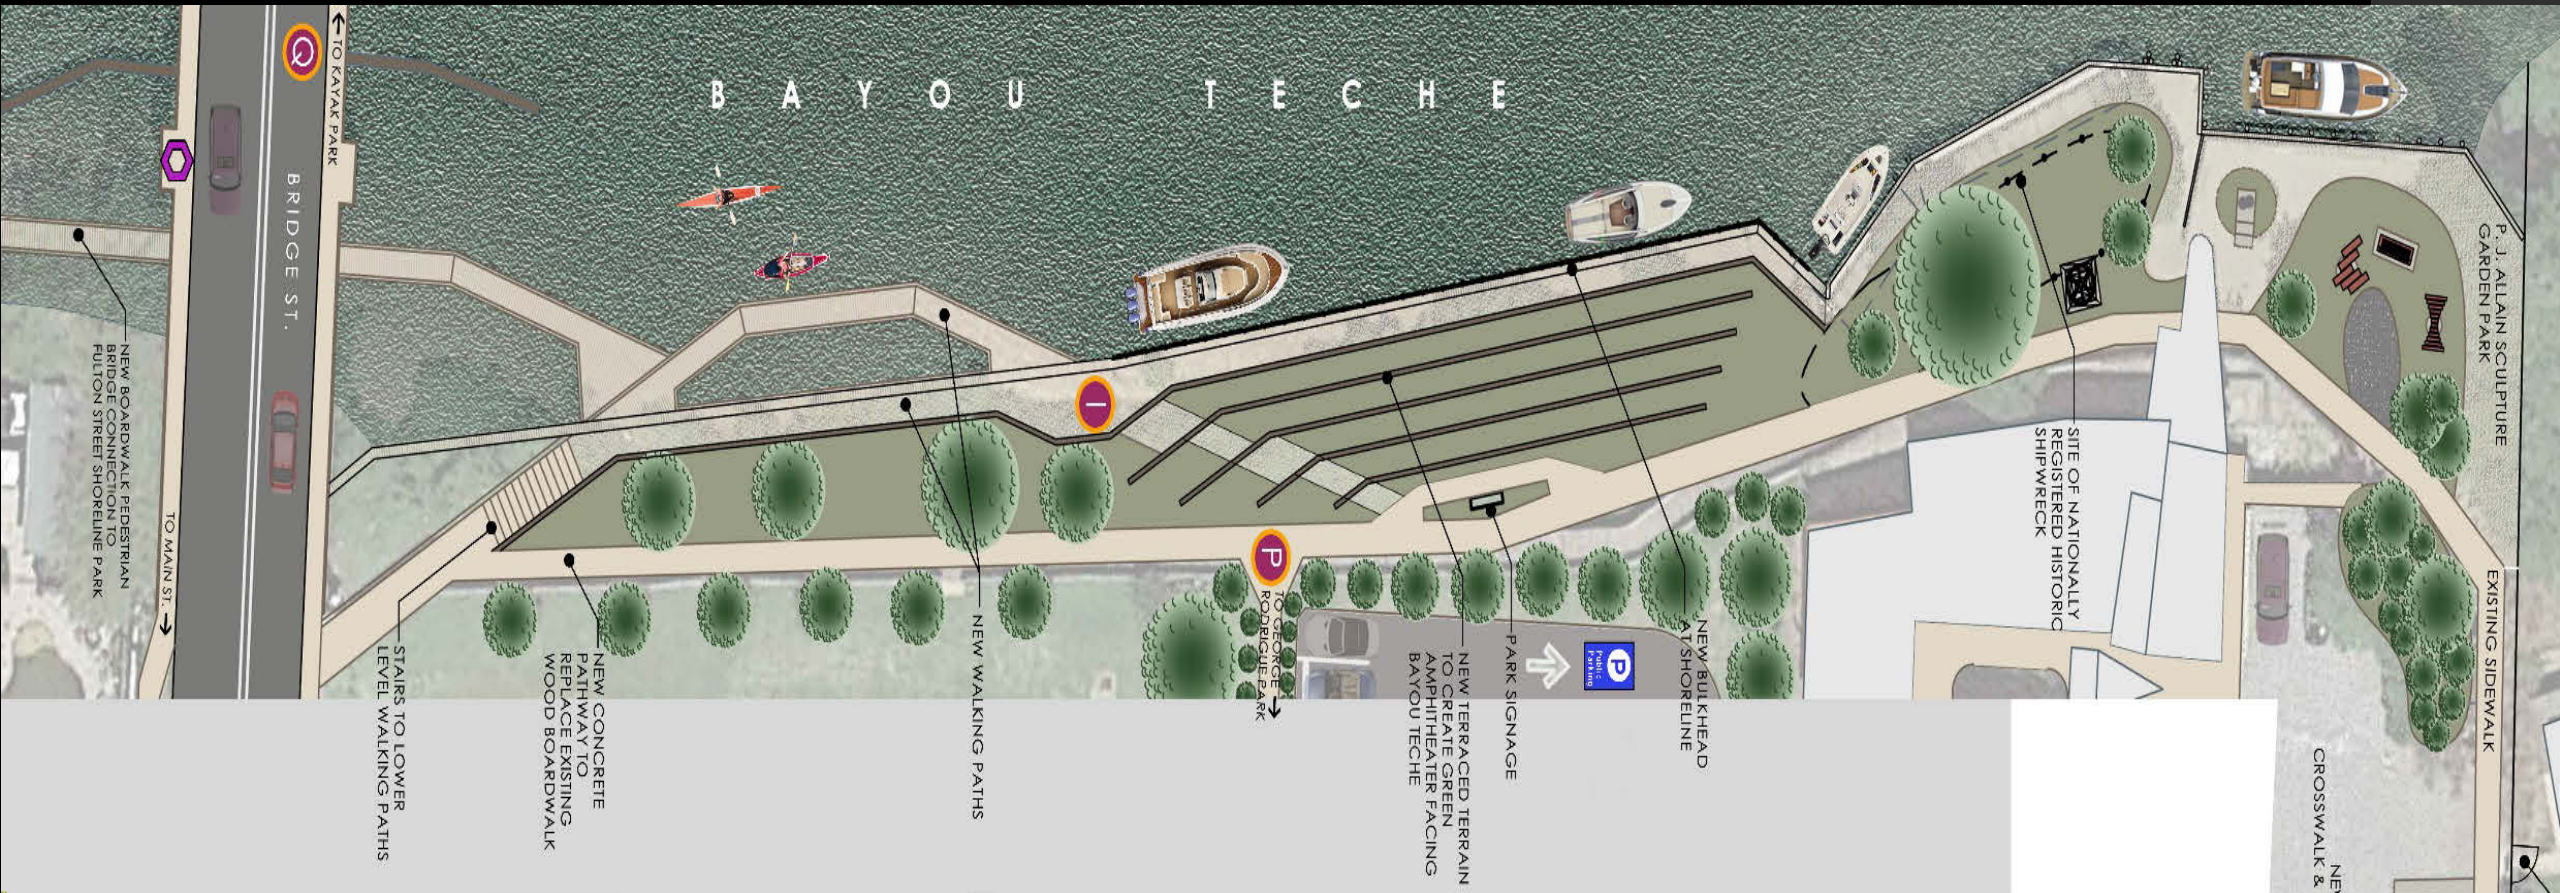 BAYOU TECHE
Q
← TO KAYAK PARK
BRIDGE ST.
TO MAIN ST. →
NEW BOARDWALK PEDESTRIAN
BRIDGE CONNECTION TO
FULTON STREET SHORELINE PARK
STAIRS TO LOWER
LEVEL WALKING PATHS
NEW CONCRETE
PATHWAY TO
REPLACE EXISTING
WOOD BOARDWALK
NEW WALKING PATHS
I
P
TO GEORGE →
RODRIGUE PARK
NEW TERRACED TERRAIN
TO CREATE GREEN
AMPHITHEATER FACING
BAYOU TECHE
PARK SIGNAGE
P
Public
Parking
NEW BULKHEAD
AT SHORELINE
SITE OF NATIONALLY
REGISTERED HISTORIC
SHIPWRECK
P. J. ALLAIN SCULPTURE
GARDEN PARK
EXISTING SIDEWALK
CROSSWALK &